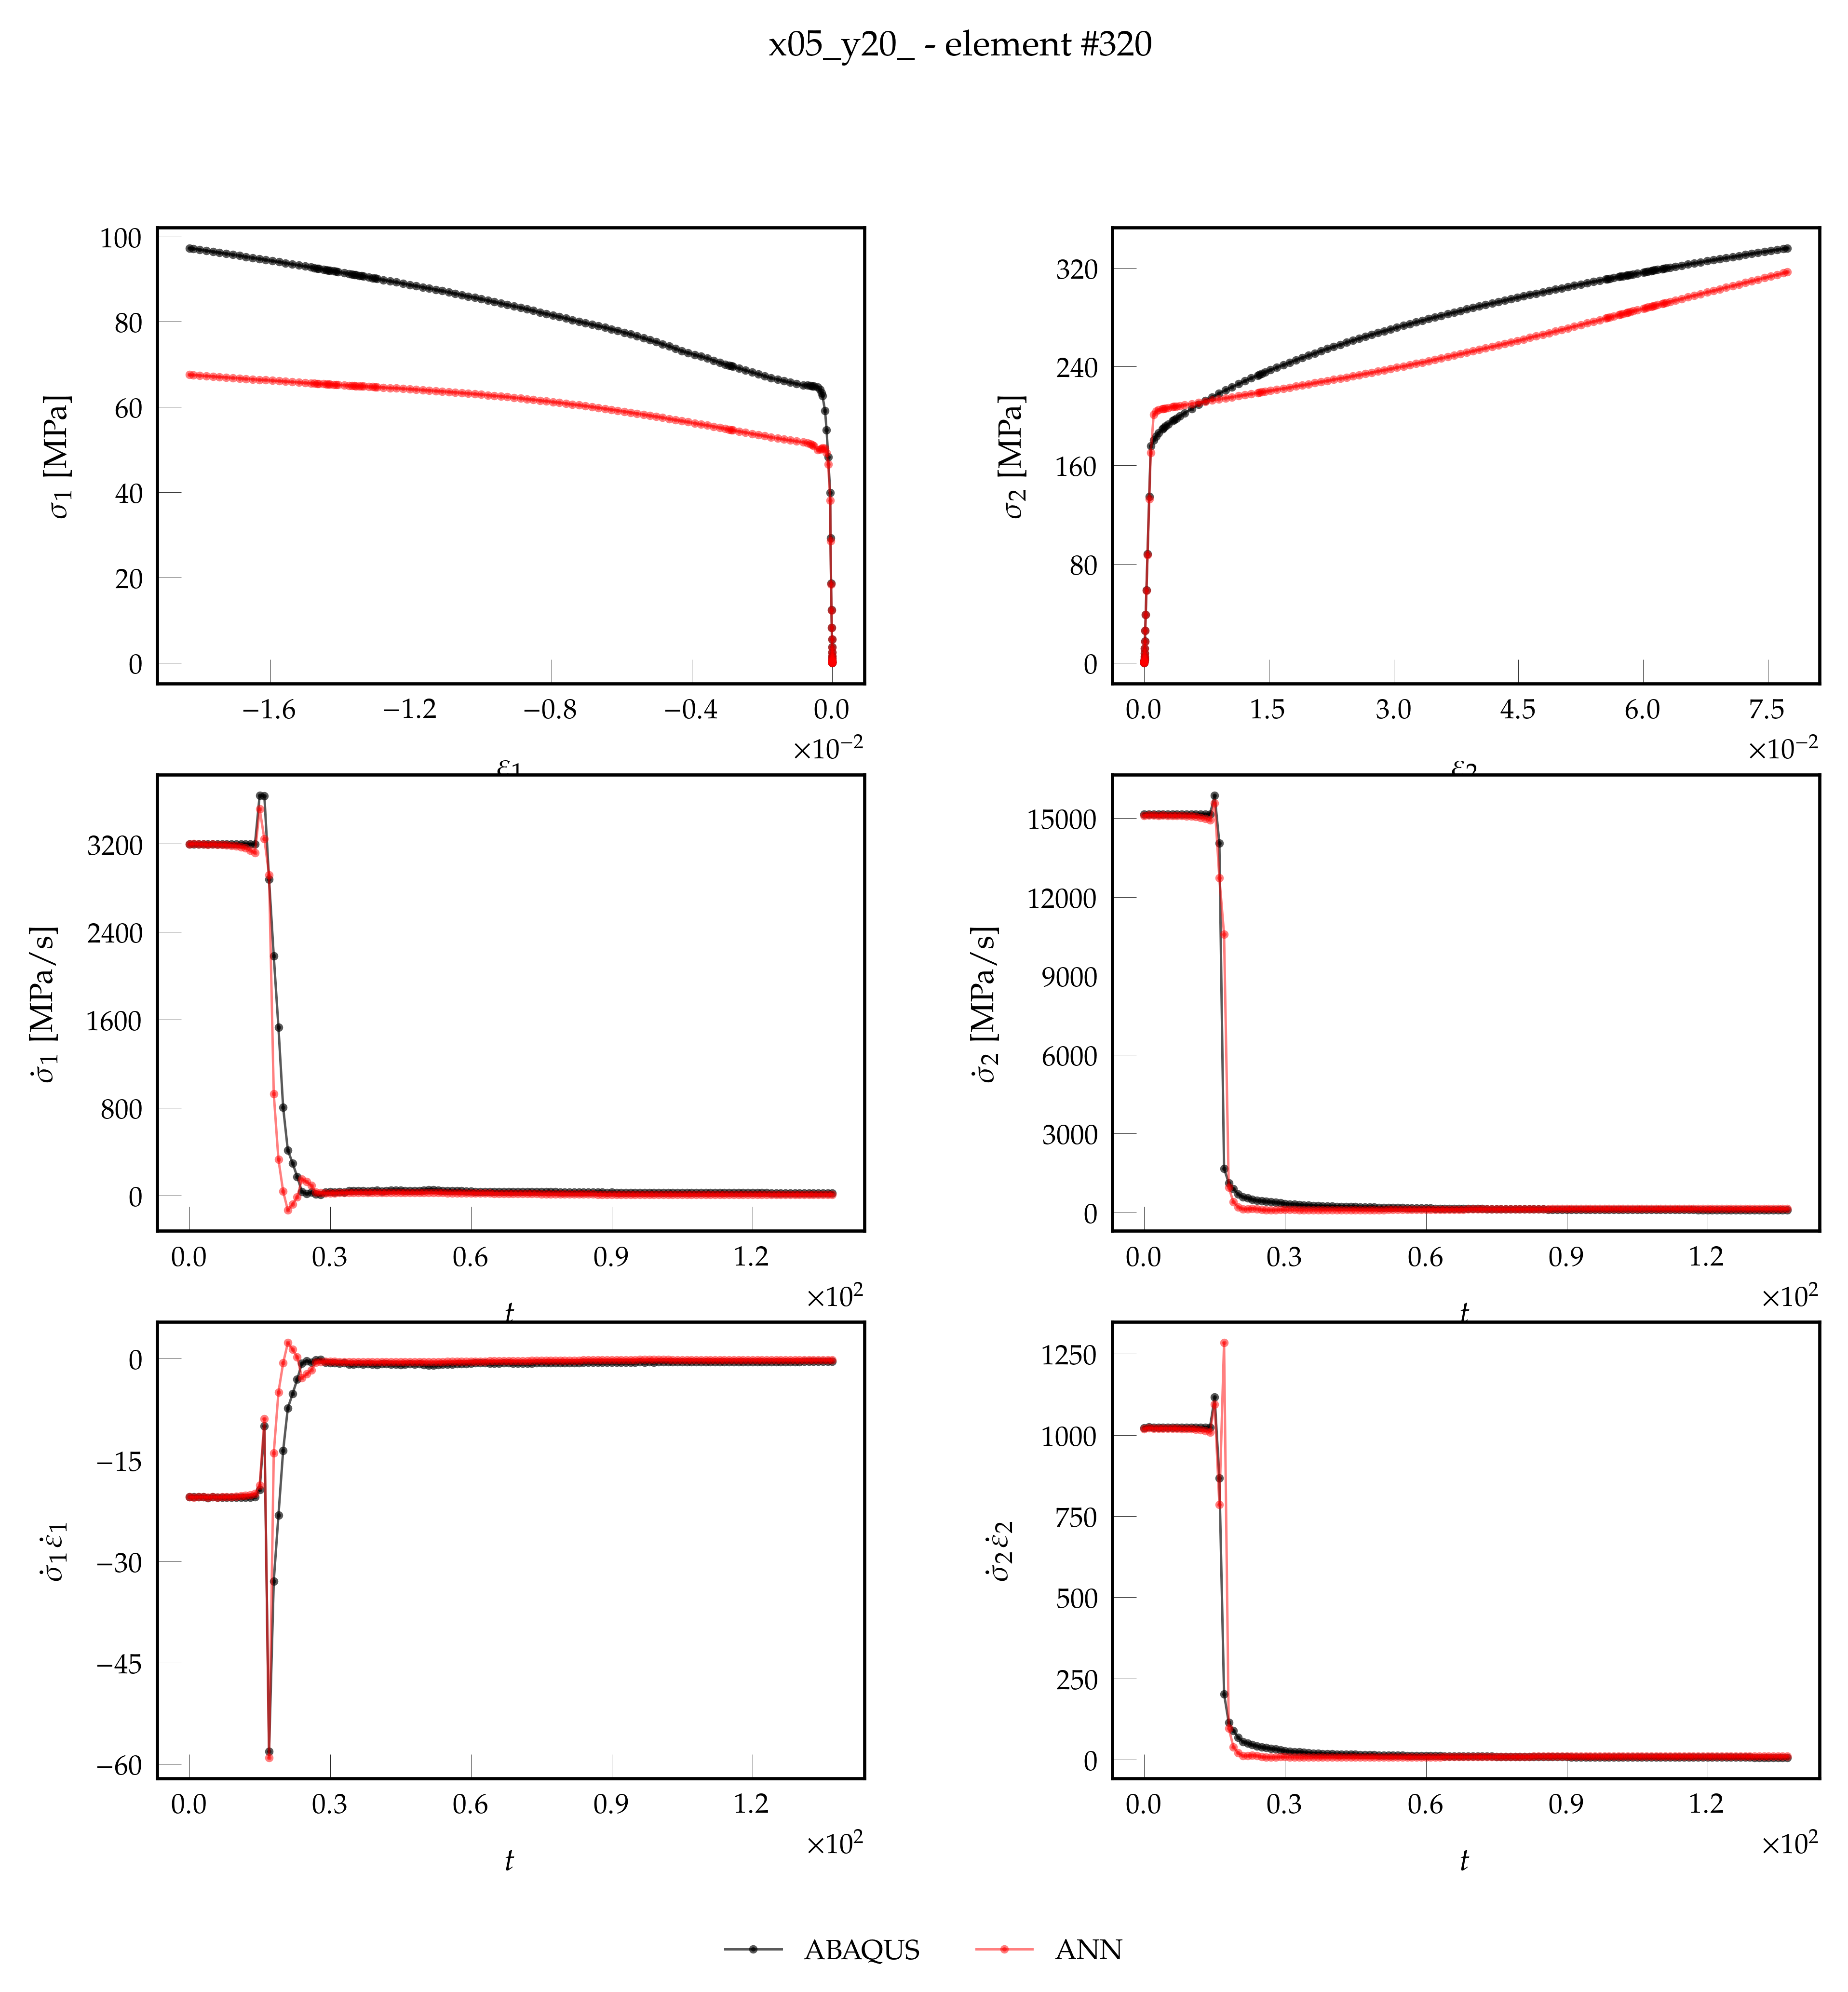 x05_y20_ - element #320
σ₁ [MPa]
100
80
60
40
20
0
−1.6 −1.2 −0.8 −0.4 0.0
×10⁻²
ε₁
σ₂ [MPa]
320
240
160
80
0
0.0 1.5 3.0 4.5 6.0 7.5
×10⁻²
ε₂
σ̇₁ [MPa/s]
3200
2400
1600
800
0
0.0 0.3 0.6 0.9 1.2
×10²
t
σ̇₂ [MPa/s]
15000
12000
9000
6000
3000
0
0.0 0.3 0.6 0.9 1.2
×10²
t
σ̇₁ε̇₁
0
−15
−30
−45
−60
0.0 0.3 0.6 0.9 1.2
×10²
t
σ̇₂ε̇₂
1250
1000
750
500
250
0
0.0 0.3 0.6 0.9 1.2
×10²
t
ABAQUS ANN